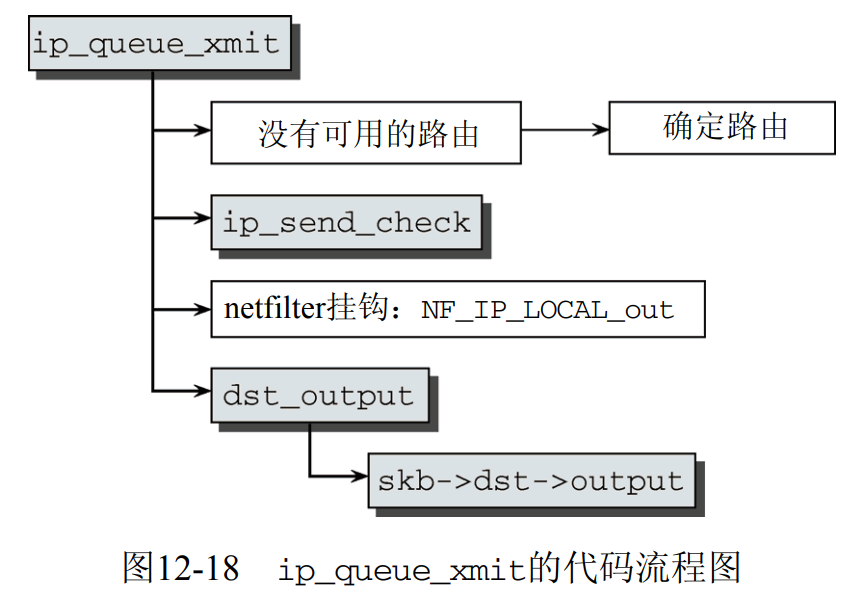 ip_queue_xmit
没有可用的路由
确定路由
ip_send_check
netfilter挂钩：NF_IP_LOCAL_out
dst_output
skb->dst->output
图12-18 ip_queue_xmit的代码流程图